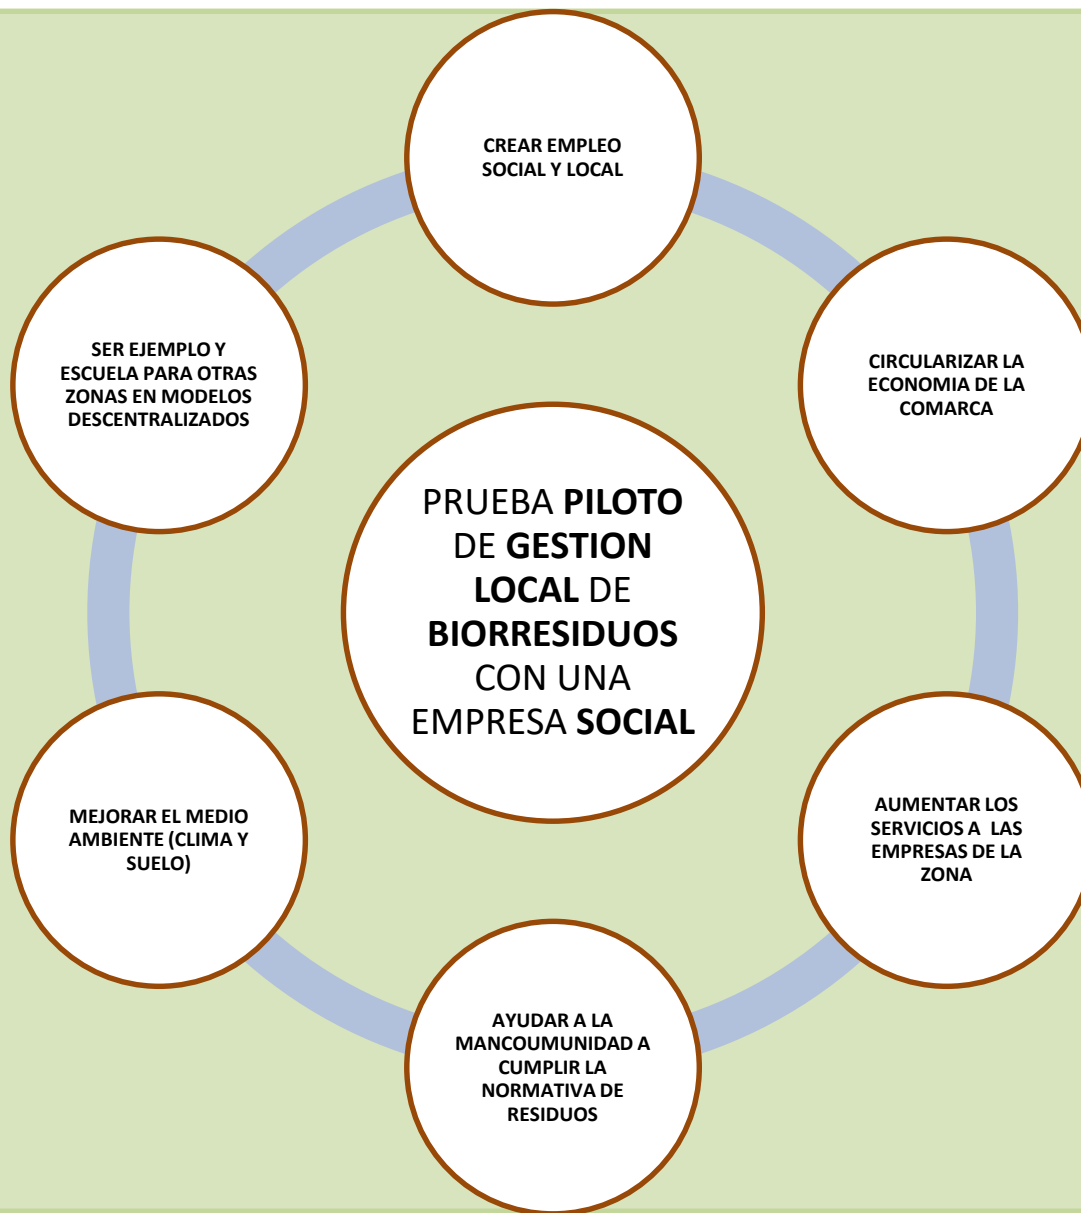 CREAR EMPLEO
SOCIAL Y LOCAL
CIRCULARIZAR LA
ECONOMIA DE LA
COMARCA
AUMENTAR LOS
SERVICIOS A LAS
EMPRESAS DE LA
ZONA
AYUDAR A LA
MANCOUMUNIDAD A
CUMPLIR LA
NORMATIVA DE
RESIDUOS
MEJORAR EL MEDIO
AMBIENTE (CLIMA Y
SUELO)
SER EJEMPLO Y
ESCUELA PARA OTRAS
ZONAS EN MODELOS
DESCENTRALIZADOS
PRUEBA PILOTO
DE GESTION
LOCAL DE
BIORRESIDUOS
CON UNA
EMPRESA SOCIAL